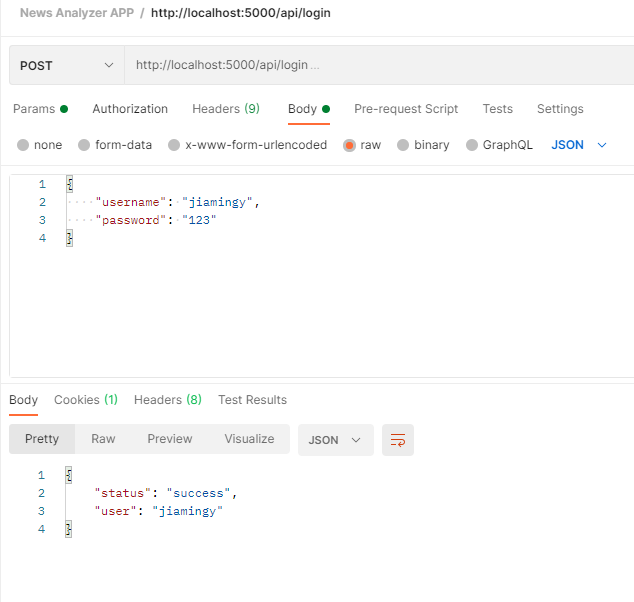 News Analyzer APP / http://localhost:5000/api/login
POST http://localhost:5000/api/login ...
Params Authorization Headers (9) Body Pre-request Script Tests Settings
none form-data x-www-form-urlencoded raw binary GraphQL JSON
1 {
2 ····"username":·"jiamingy",
3 ····"password":·"123"
4 }
Body Cookies (1) Headers (8) Test Results
Pretty Raw Preview Visualize JSON
1 {
2 "status": "success",
3 "user": "jiamingy"
4 }